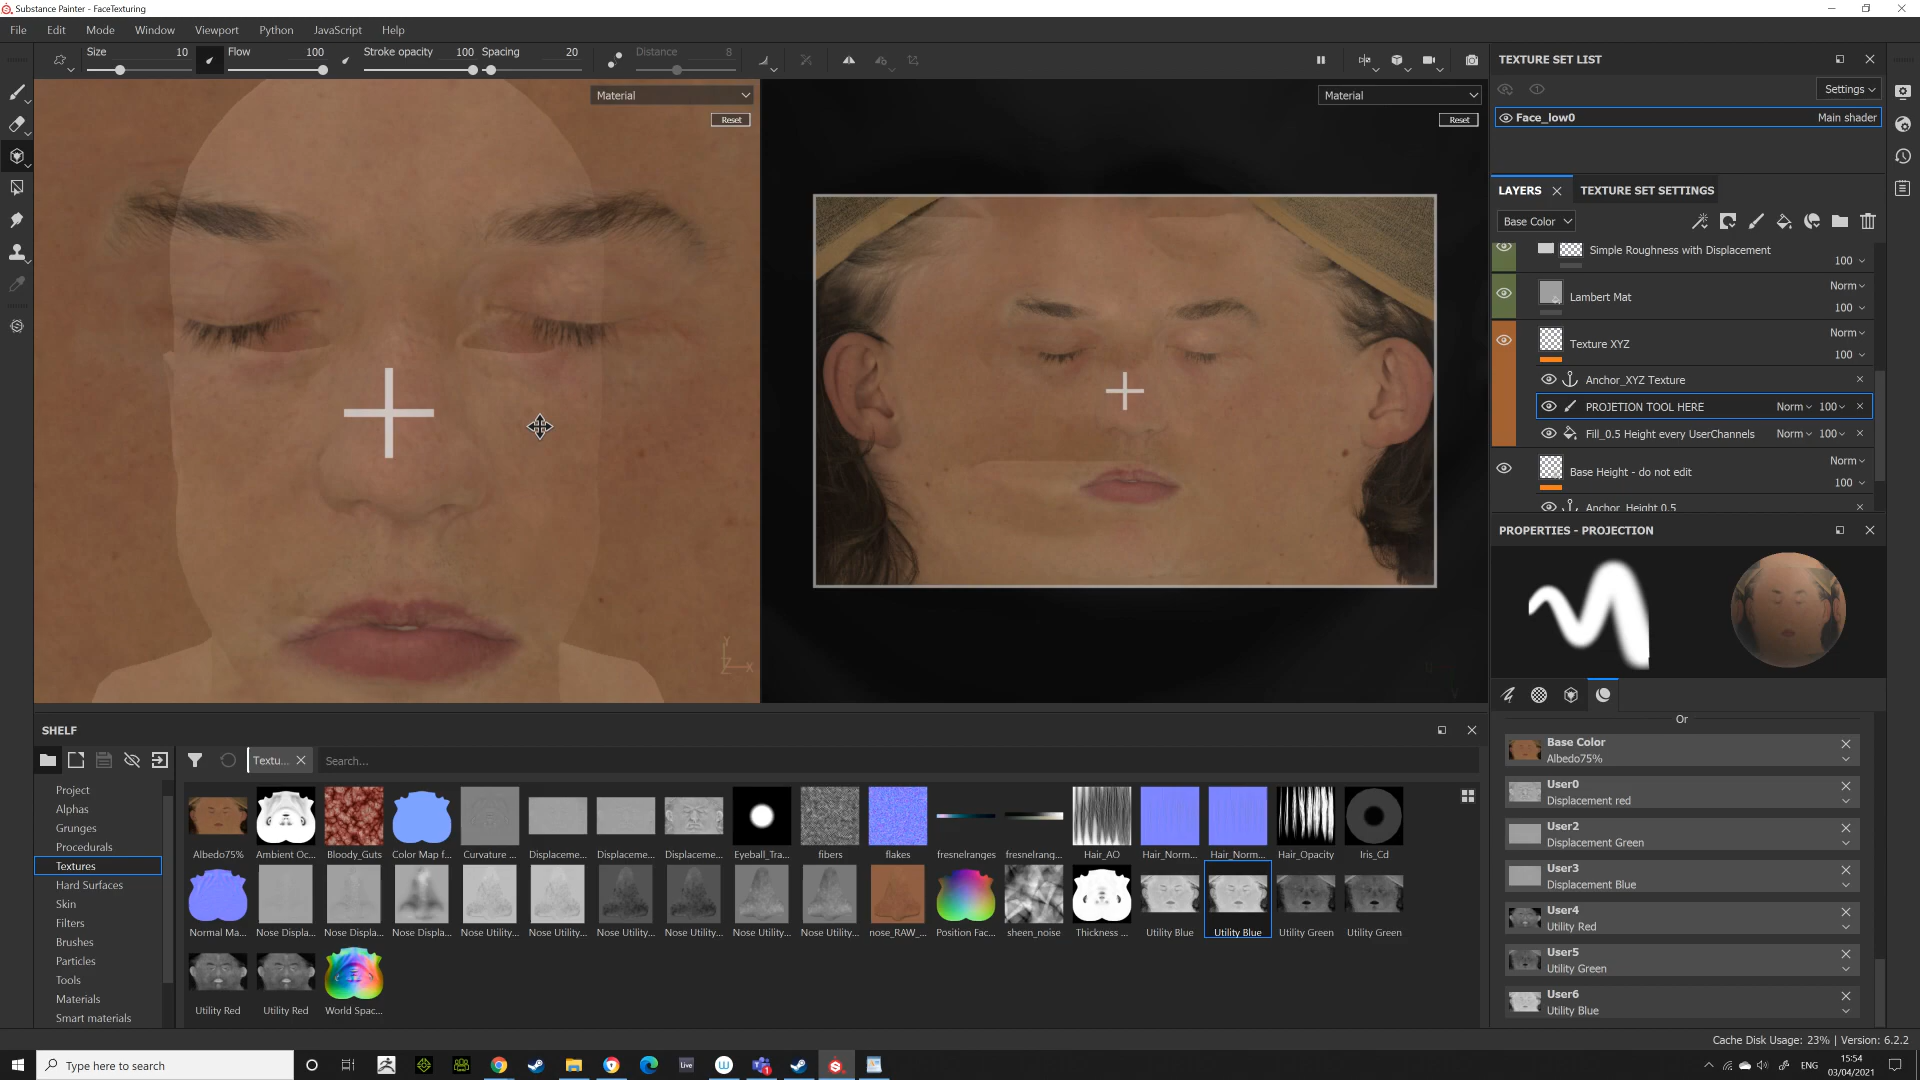 Substance Painter - FaceTexturing
File Edit Mode Window Viewport Python JavaScript Help
Size 10 Flow 100 Stroke opacity 100 Spacing 20 Distance 8
Material
Reset
Material
Reset
TEXTURE SET LIST
Settings
Face_low0 Main shader
LAYERS TEXTURE SET SETTINGS
Base Color
Simple Roughness with Displacement
100
Norm
Lambert Mat
100
Norm
Texture XYZ
100
Anchor_XYZ Texture
PROJETION TOOL HERE Norm 100
Fill_0.5 Height every UserChannels Norm 100
Norm
Base Height - do not edit
100
Anchor_Height 0.5
PROPERTIES - PROJECTION
Or
Base Color
Albedo75%
User0
Displacement red
User2
Displacement Green
User3
Displacement Blue
User4
Utility Red
User5
Utility Green
User6
Utility Blue
SHELF
Textu...
Search...
Project
Alphas
Grunges
Procedurals
Textures
Hard Surfaces
Skin
Filters
Brushes
Particles
Tools
Materials
Smart materials
Albedo75% Ambient Oc... Bloody_Guts Color Map f... Curvature ... Displaceme... Displaceme... Displaceme... Eyeball_Tra... fibers flakes fresnelranges fresnelrang... Hair_AO Hair_Norm... Hair_Norm... Hair_Opacity Iris_Cd
Normal Ma... Nose Displa... Nose Displa... Nose Displa... Nose Utility... Nose Utility... Nose Utility... Nose Utility... Nose Utility... Nose Utility... nose_RAW_... Position Fac... sheen_noise Thickness ... Utility Blue Utility Blue Utility Green Utility Green
Utility Red Utility Red World Spac...
Cache Disk Usage: 23% | Version: 6.2.2
Type here to search
Live
ENG
15:54
03/04/2021